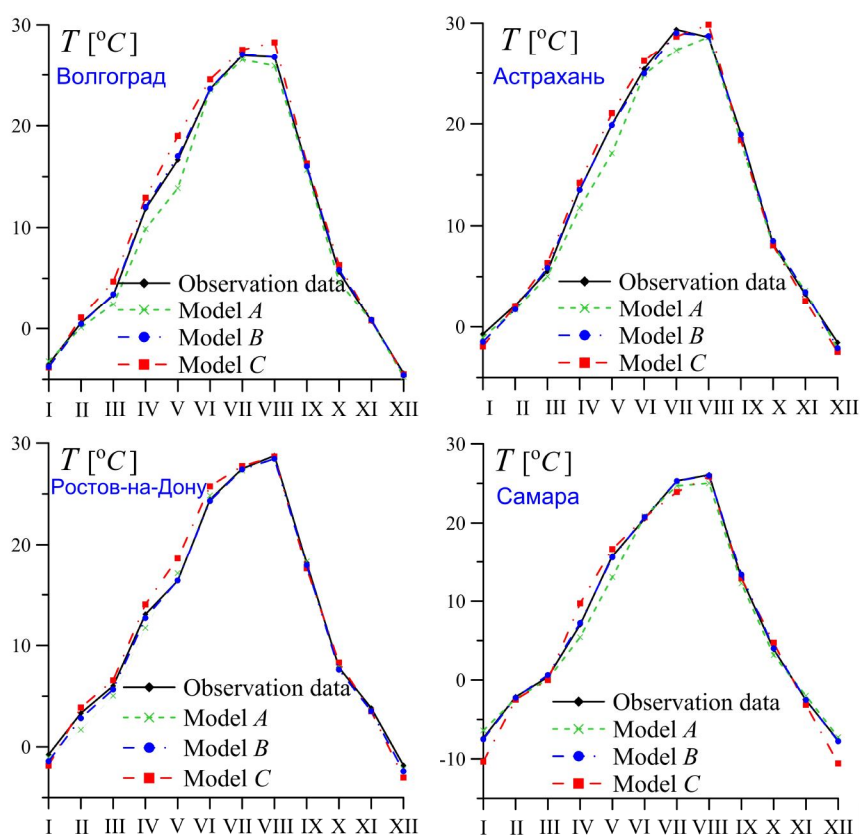 30
T [°C]
Волгоград
20
10
0
Observation data
Model A
Model B
Model C
I II III IV V VI VII VIII IX X XI XII
30
T [°C]
Астрахань
20
10
0
Observation data
Model A
Model B
Model C
I II III IV V VI VII VIII IX X XI XII
30
T [°C]
Ростов-на-Дону
20
10
0
Observation data
Model A
Model B
Model C
I II III IV V VI VII VIII IX X XI XII
30
T [°C]
Самара
20
10
0
-10
Observation data
Model A
Model B
Model C
I II III IV V VI VII VIII IX X XI XII